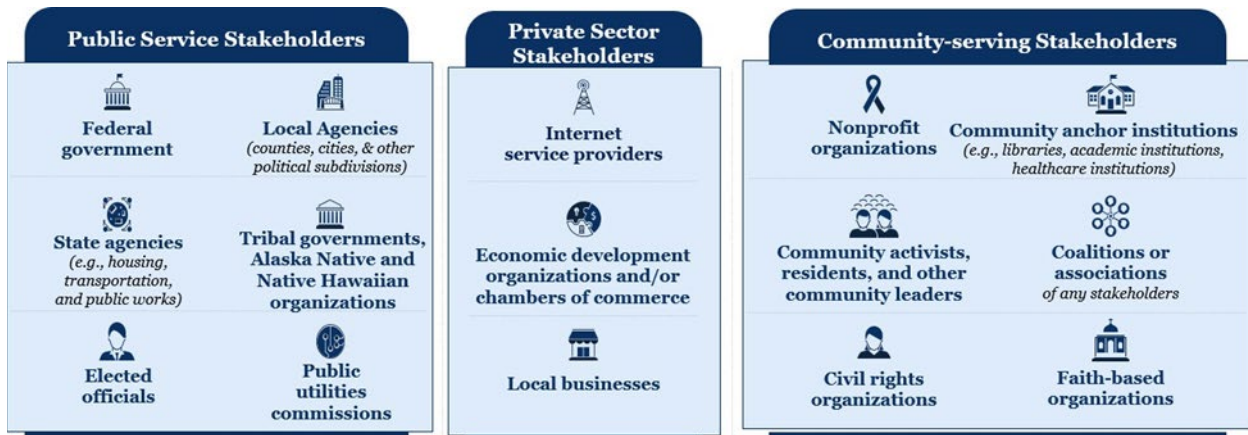 Public Service Stakeholders
Federal
government
Local Agencies
(counties, cities, & other
political subdivisions)
State agencies
(e.g., housing,
transportation,
and public works)
Tribal governments,
Alaska Native and
Native Hawaiian
organizations
Elected
officials
Public
utilities
commissions
Private Sector
Stakeholders
Internet
service providers
Economic development
organizations and/or
chambers of commerce
Local businesses
Community-serving Stakeholders
Nonprofit
organizations
Community anchor institutions
(e.g., libraries, academic institutions,
healthcare institutions)
Community activists,
residents, and other
community leaders
Coalitions or
associations
of any stakeholders
Civil rights
organizations
Faith-based
organizations